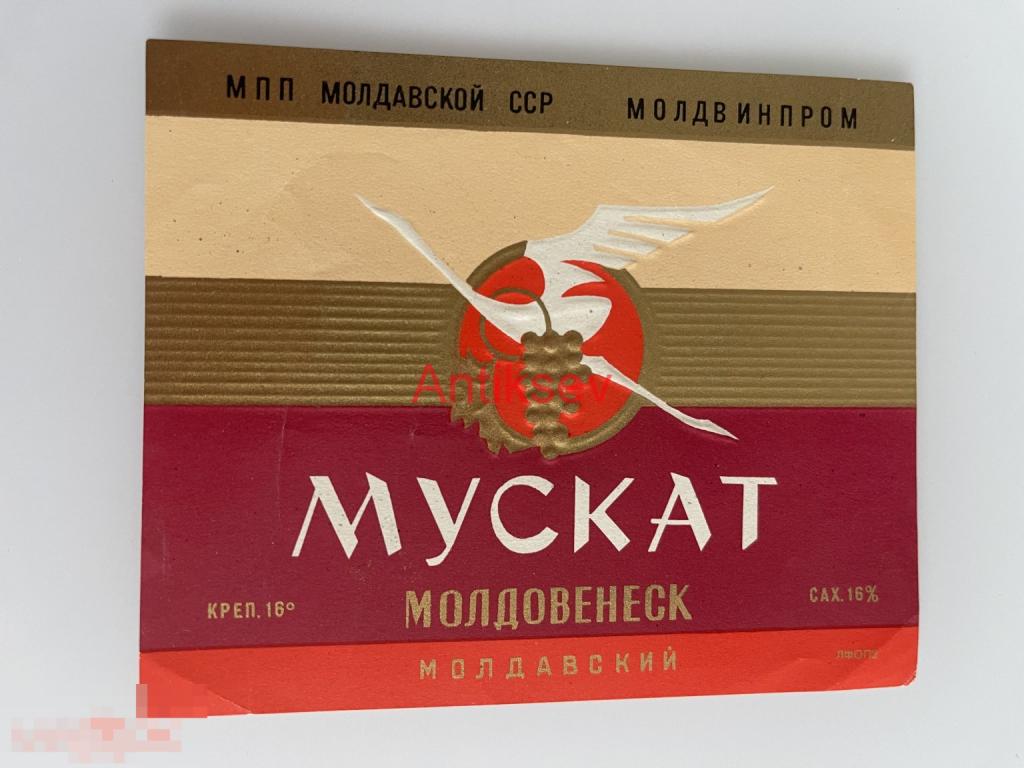 МПП МОЛДАВСКОЙ ССР МОЛДВИНПРОМ
Antiksev
МУСКАТ
КРЕП. 16° МОЛДОВЕНЕСК САХ. 16%
МОЛДАВСКИЙ